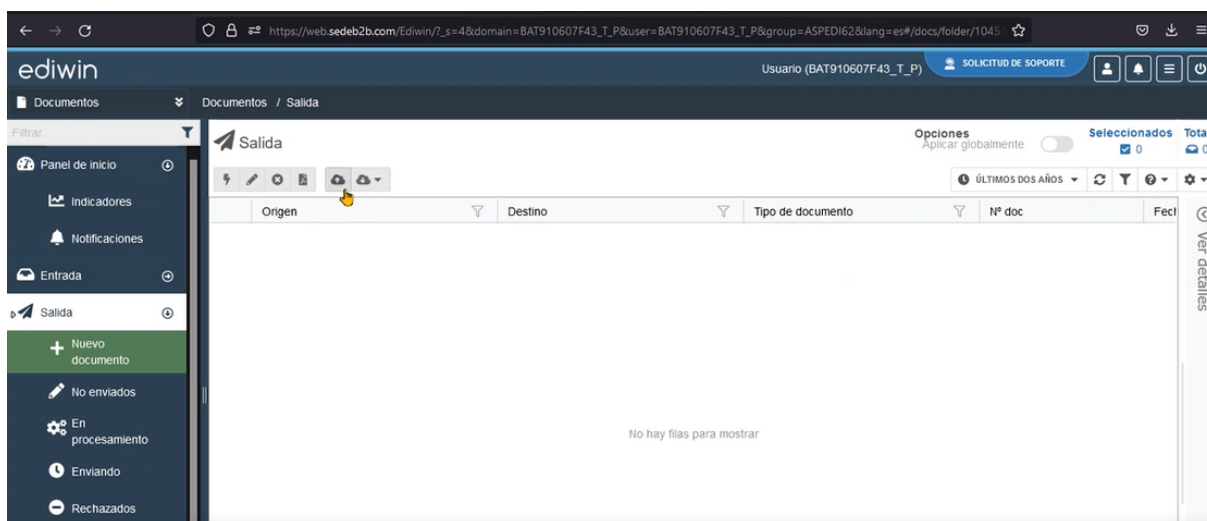 https://web.sedeb2b.com/Ediwin/?_s=4&domain=BAT910607F43_T_P&user=BAT910607F43_T_P&group=ASPEDI62&lang=es#/docs/folder/1045
ediwin
Usuario (BAT910607F43_T_P)
SOLICITUD DE SOPORTE
Documentos
Documentos / Salida
Filtrar...
Salida
Opciones
Aplicar globalmente
Seleccionados
0
Tota
0
Panel de inicio
Indicadores
Notificaciones
Entrada
Salida
Nuevo
documento
No enviados
En
procesamiento
Enviando
Rechazados
ÚLTIMOS DOS AÑOS
Origen
Destino
Tipo de documento
Nº doc
Fech
Ver detalles
No hay filas para mostrar